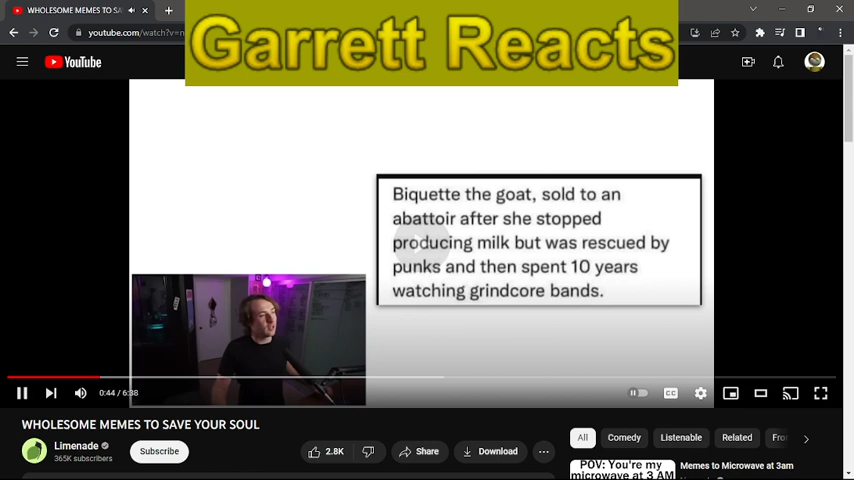 WHOLESOME MEMES TO SA
youtube.com/watch?v=n
Garrett Reacts
YouTube
Biquette the goat, sold to an
abattoir after she stopped
producing milk but was rescued by
punks and then spent 10 years
watching grindcore bands.
0:44 / 6:38
CC
WHOLESOME MEMES TO SAVE YOUR SOUL
Limenade
365K subscribers
Subscribe
2.8K
Share
Download
All
Comedy
Listenable
Related
Fro
POV: You're my
microwave at 3 AM
Memes to Microwave at 3am